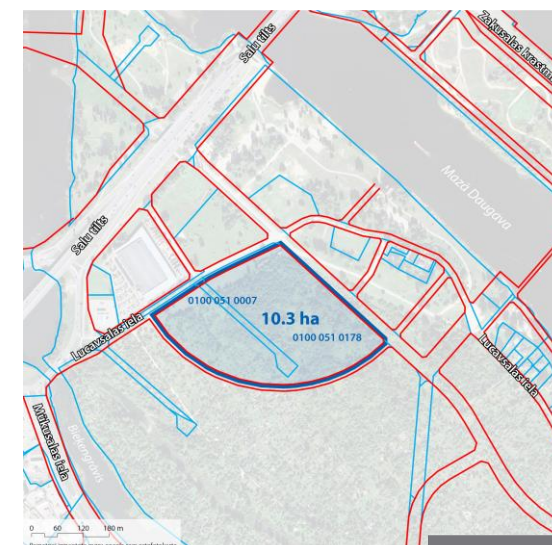 Salu tilts
Zaķusalas krastm
Mazā Daugava
Salu tilts
0100 051 0007
10.3 ha
0100 051 0178
Lucavsalas iela
Lucavsalas iela
Mūkusalas iela
Bieķengrāvis
0 60 120 180 m